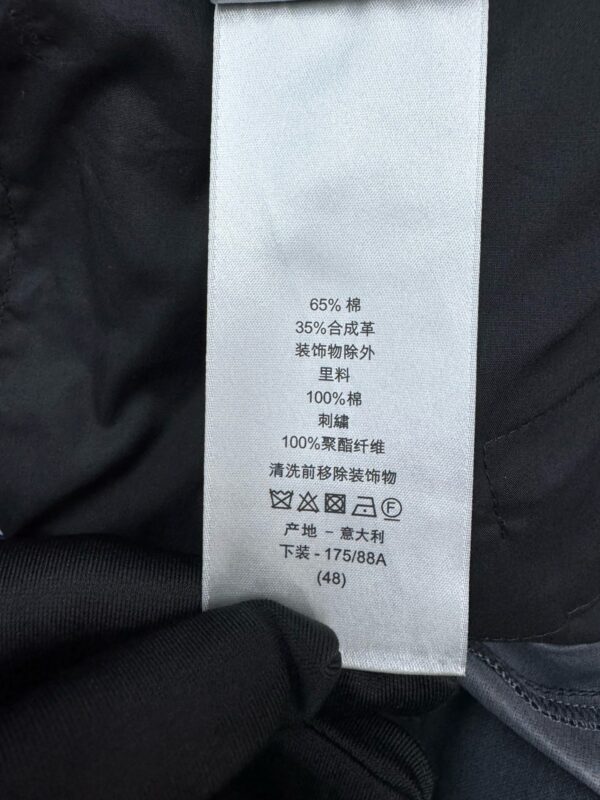 65% 棉
35%合成革
装饰物除外
里料
100%棉
刺繡
100%聚酯纤维
清洗前移除装饰物
F
产地 - 意大利
下装 - 175/88A
(48)